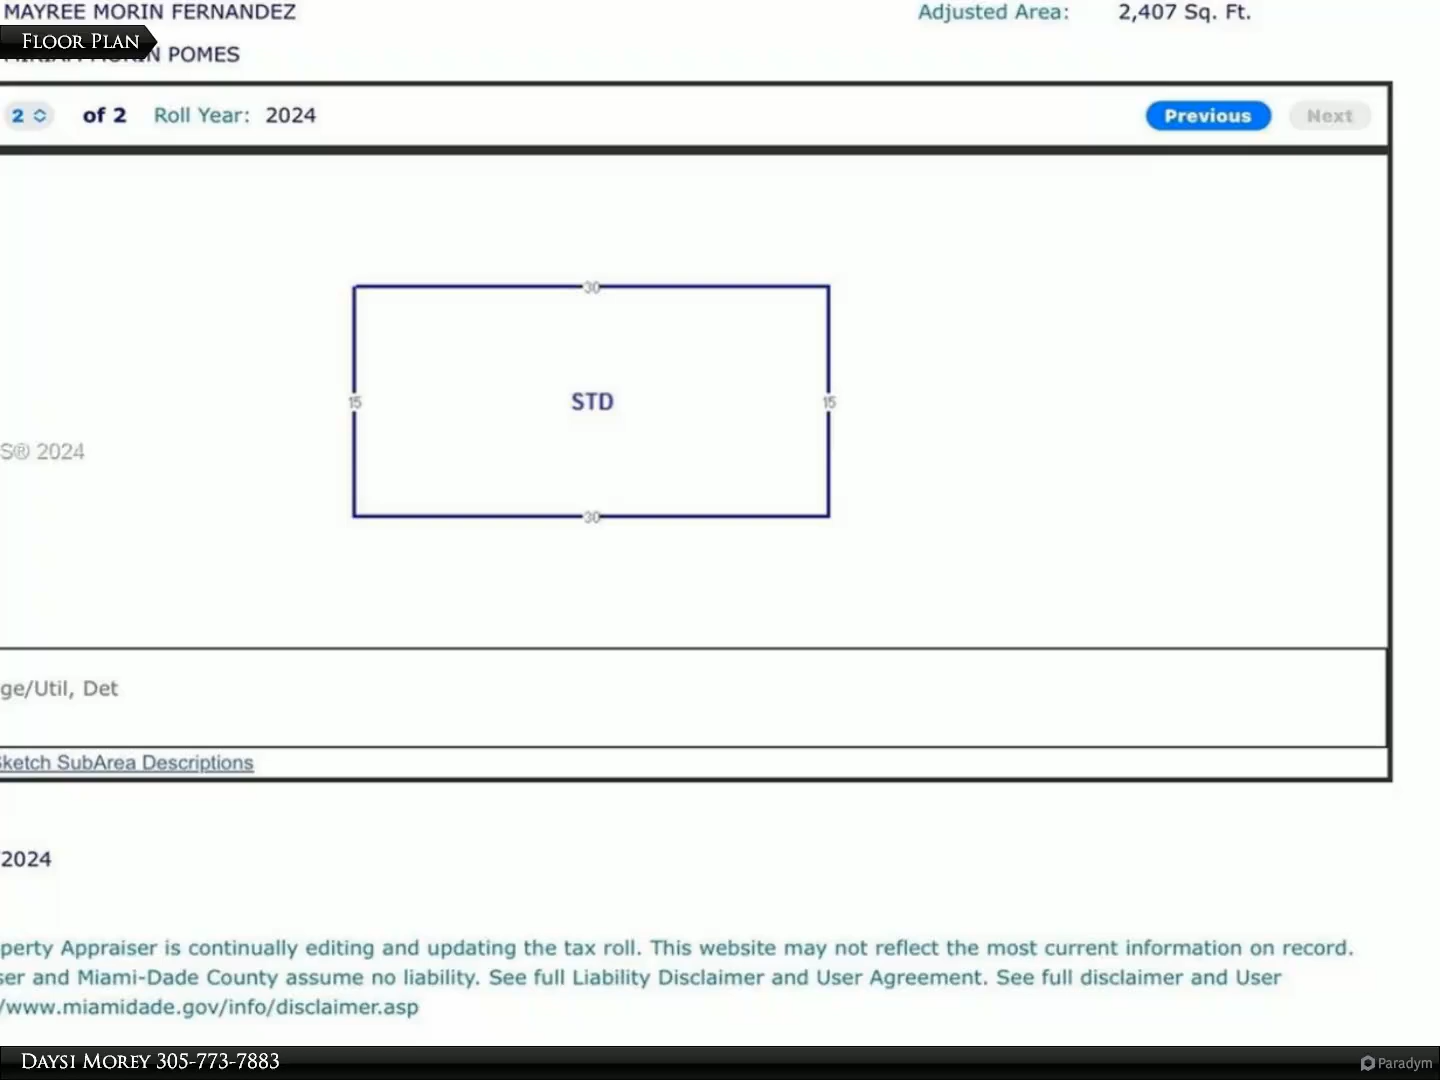 MAYREE MORIN FERNANDEZ
Adjusted Area: 2,407 Sq. Ft.
FLOOR PLAN
POMES
2 of 2 Roll Year: 2024 Previous Next
30
15 STD 15
S® 2024
30
ge/Util, Det
Sketch SubArea Descriptions
2024
perty Appraiser is continually editing and updating the tax roll. This website may not reflect the most current information on record.
ser and Miami-Dade County assume no liability. See full Liability Disclaimer and User Agreement. See full disclaimer and User
/www.miamidade.gov/info/disclaimer.asp
DAYSI MOREY 305-773-7883
Paradym